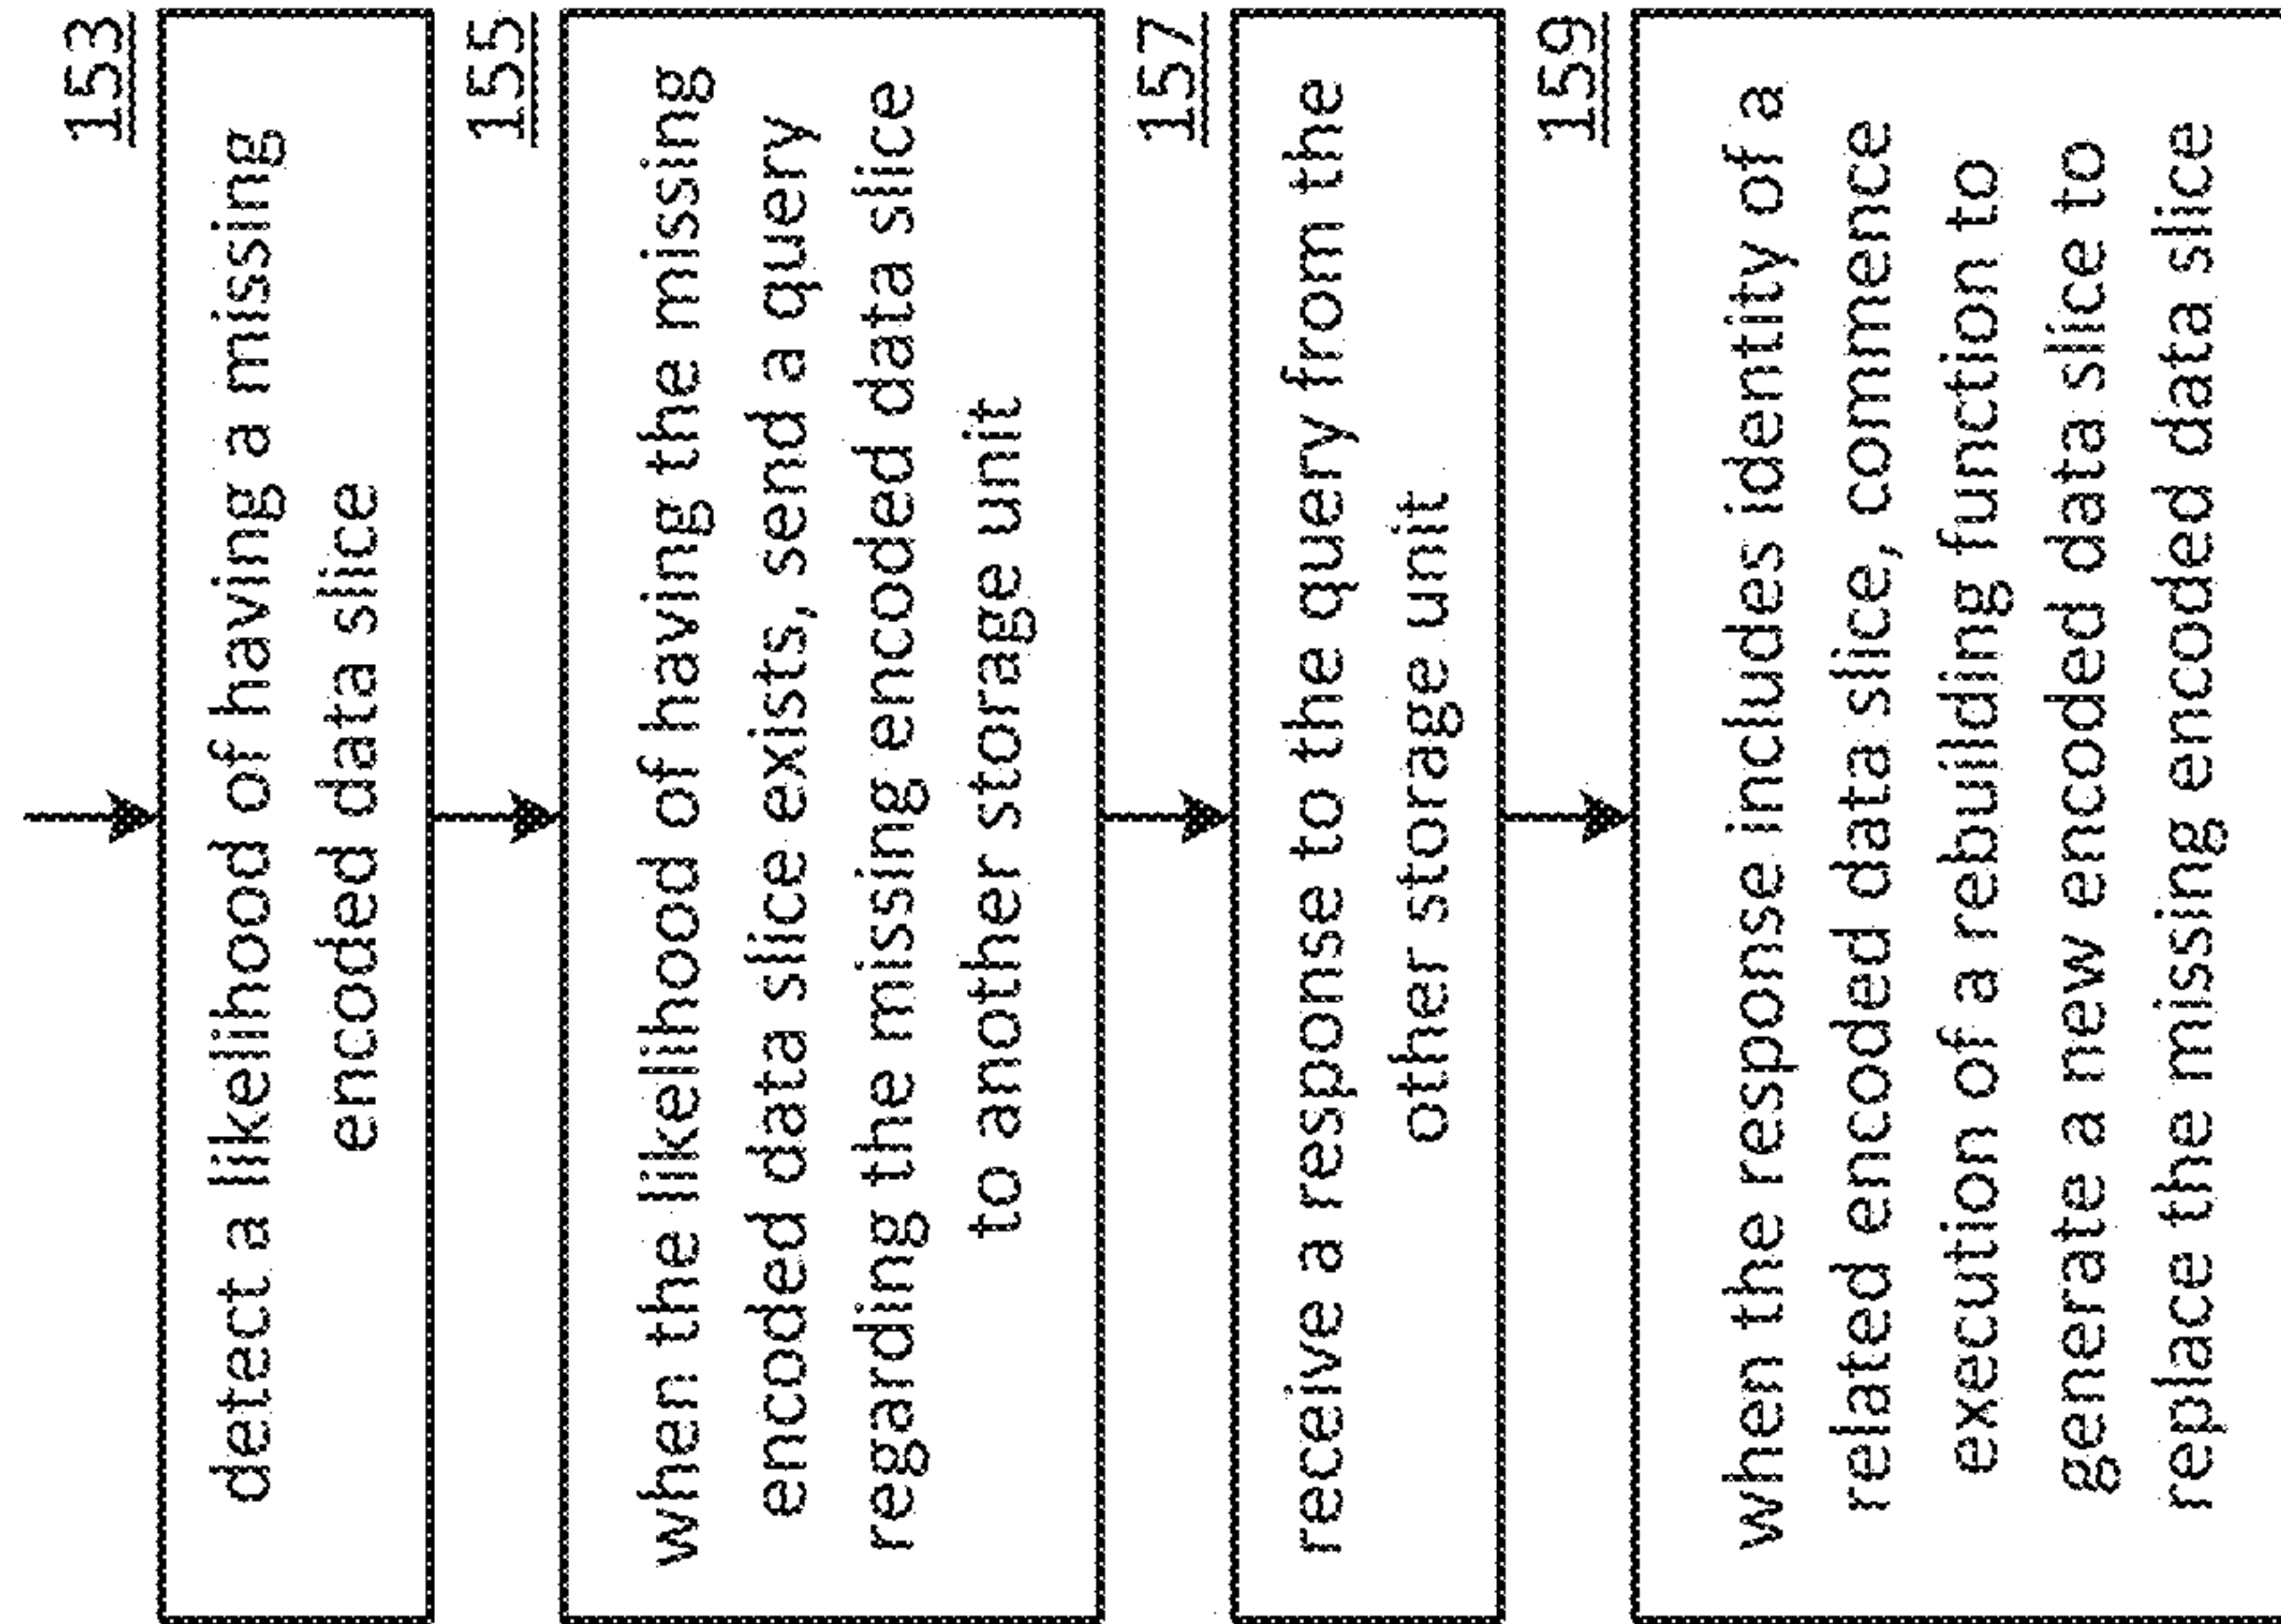 153
detect a likelihood of having a missing
encoded data slice
155
when the likelihood of having the missing
encoded data slice exists, send a query
regarding the missing encoded data slice
to another storage unit
157
receive a response to the query from the
other storage unit
159
when the response includes identity of a
related encoded data slice, commence
execution of a rebuilding function to
generate a new encoded data slice to
replace the missing encoded data slice